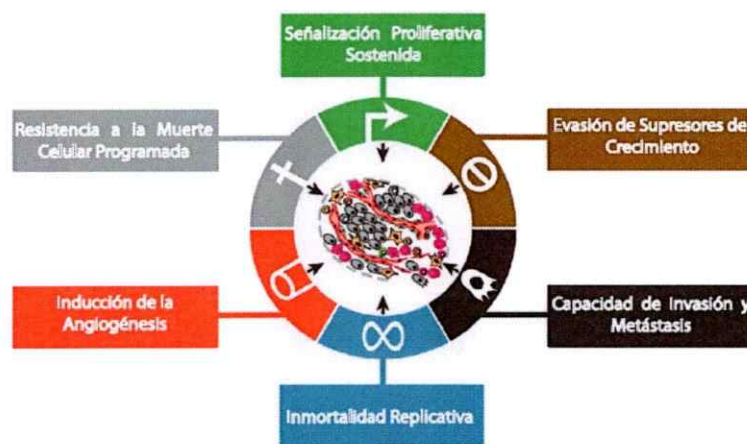 Señalización Proliferativa
Sostenida
Resistencia a la Muerte
Celular Programada
Evasión de Supresores de
Crecimiento
Inducción de la
Angiogénesis
Capacidad de Invasión y
Metástasis
Inmortalidad Replicativa